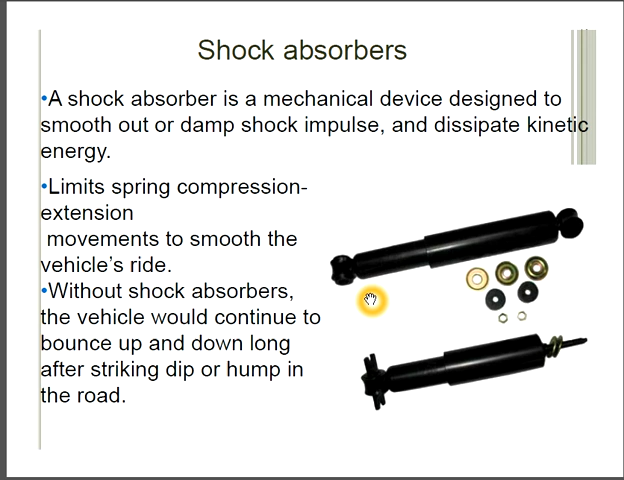 Shock absorbers
•A shock absorber is a mechanical device designed to
smooth out or damp shock impulse, and dissipate kinetic
energy.
•Limits spring compression-
extension
movements to smooth the
vehicle’s ride.
•Without shock absorbers,
the vehicle would continue to
bounce up and down long
after striking dip or hump in
the road.